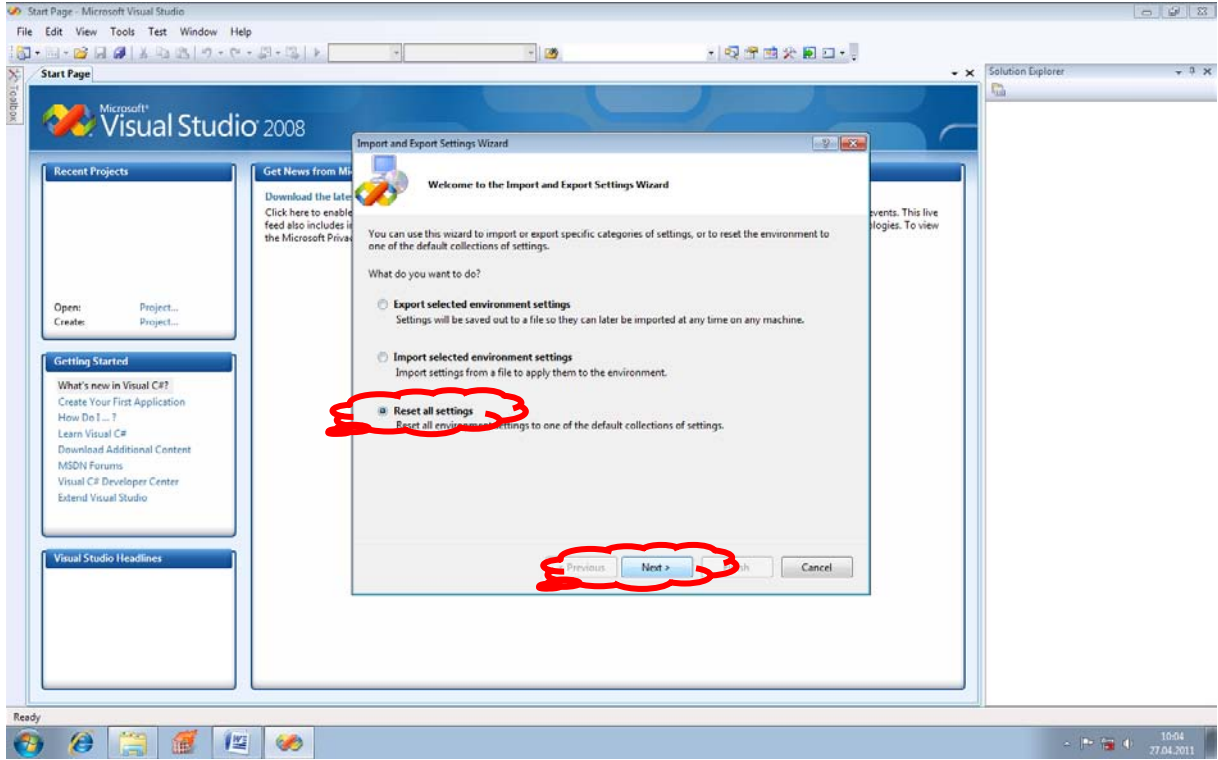 Start Page - Microsoft Visual Studio
File Edit View Tools Test Window Help
Toolbox
Start Page
Solution Explorer
Microsoft®
Visual Studio® 2008
Recent Projects
Open: Project...
Create: Project...
Getting Started
What's new in Visual C#?
Create Your First Application
How Do I ... ?
Learn Visual C#
Download Additional Content
MSDN Forums
Visual C# Developer Center
Extend Visual Studio
Visual Studio Headlines
Get News from
Download the
Click here to enable
feed also includes
the Microsoft
events. This live
To view
Import and Export Settings Wizard
Welcome to the Import and Export Settings Wizard
You can use this wizard to import or export specific categories of settings, or to reset the environment to
one of the default collections of settings.
What do you want to do?
Export selected environment settings
Settings will be saved out to a file so they can later be imported at any time on any machine.
Import selected environment settings
Import settings from a file to apply them to the environment.
Reset all settings
Reset all environment settings to one of the default collections of settings.
Previous Next > Cancel
Ready
10:04
27.04.2011